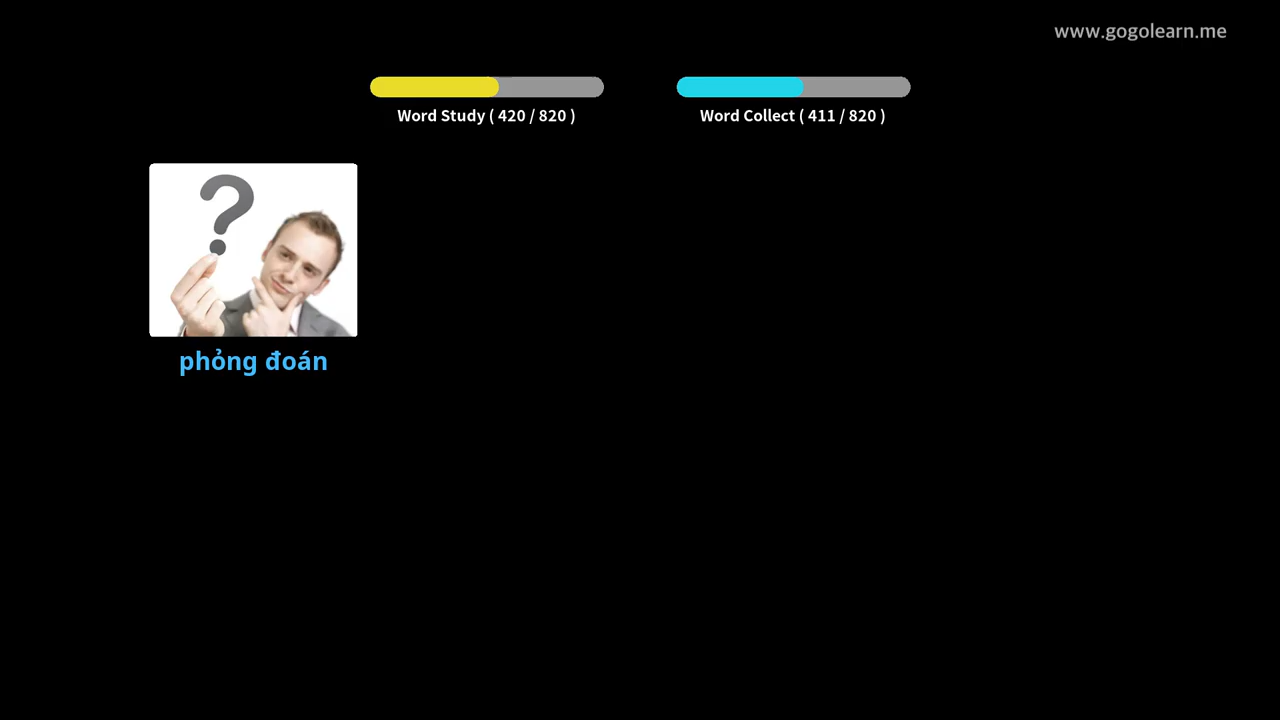 www.gogolearn.me
Word Study ( 420 / 820 )
Word Collect ( 411 / 820 )
?
phỏng đoán